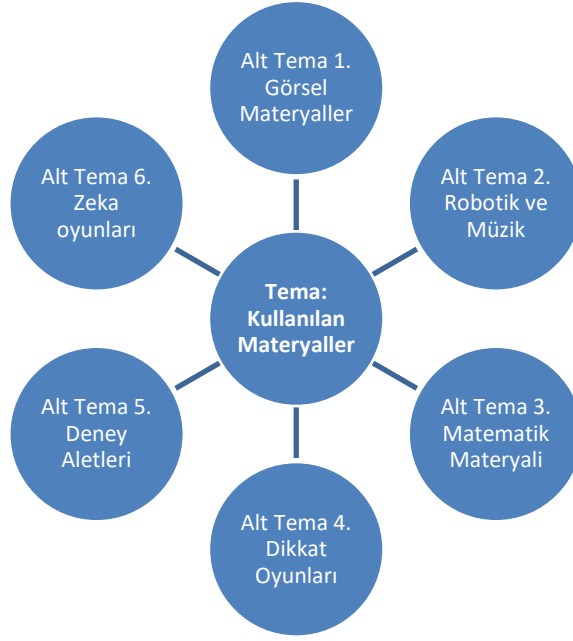 Alt Tema 1.
Görsel
Materyaller
Alt Tema 2.
Robotik ve
Müzik
Alt Tema 3.
Matematik
Materyali
Alt Tema 4.
Dikkat
Oyunları
Alt Tema 5.
Deney
Aletleri
Alt Tema 6.
Zeka
oyunları
Tema:
Kullanılan
Materyaller